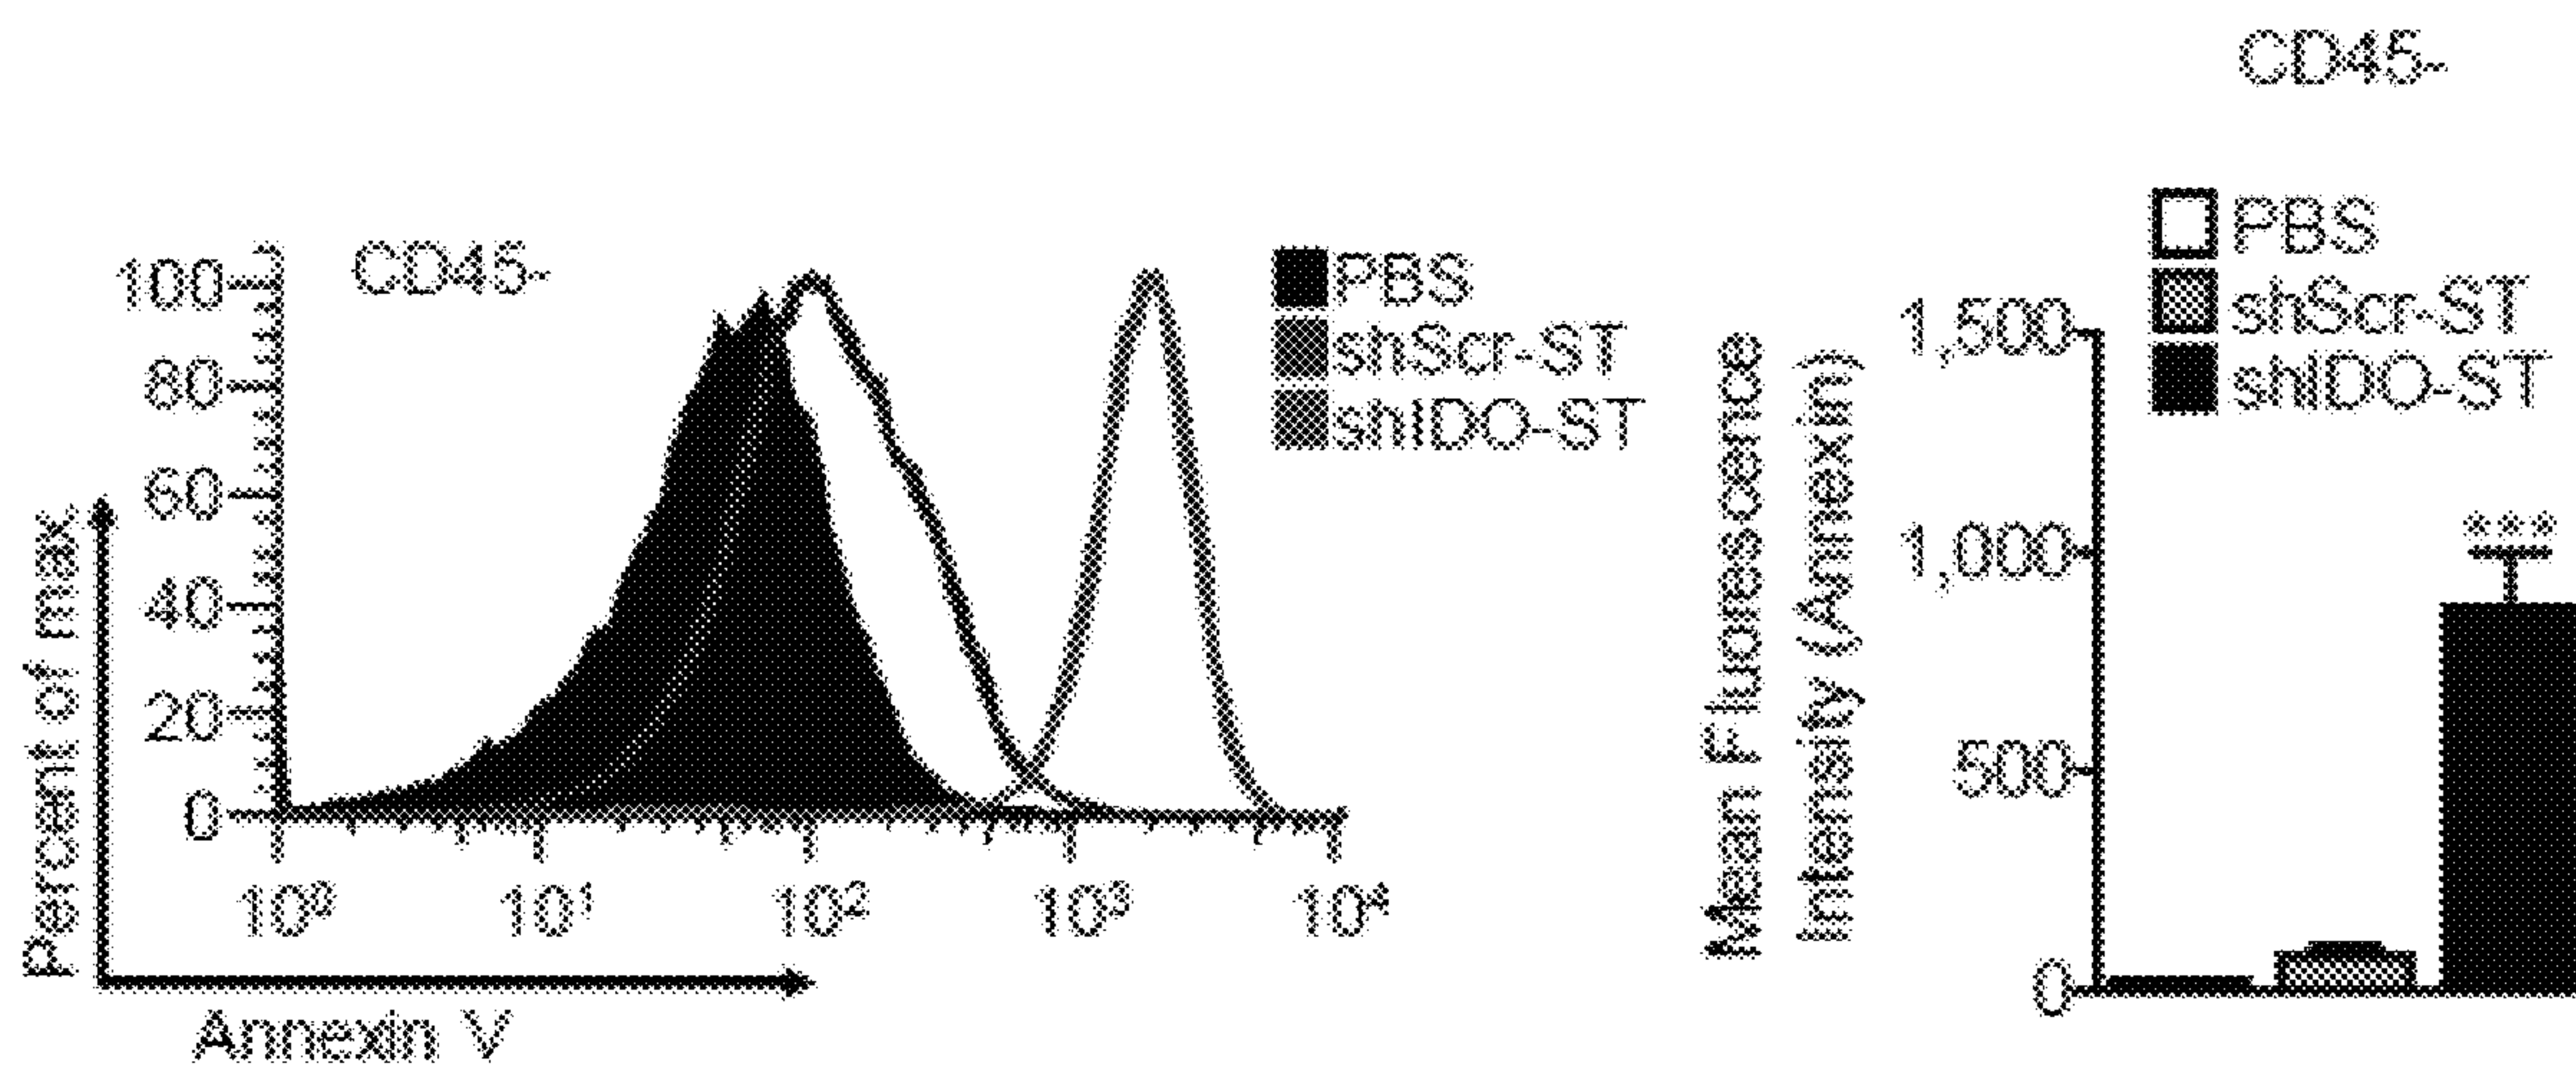 CD45-
PBS
shScr-ST
shIDO-ST
100
80
60
40
20
0
Percent of max
10⁰
10¹
10²
10³
10⁴
Annexin V
CD45-
PBS
shScr-ST
shIDO-ST
Mean Fluorescence
Intensity (Annexin)
1,500
1,000
500
0
***